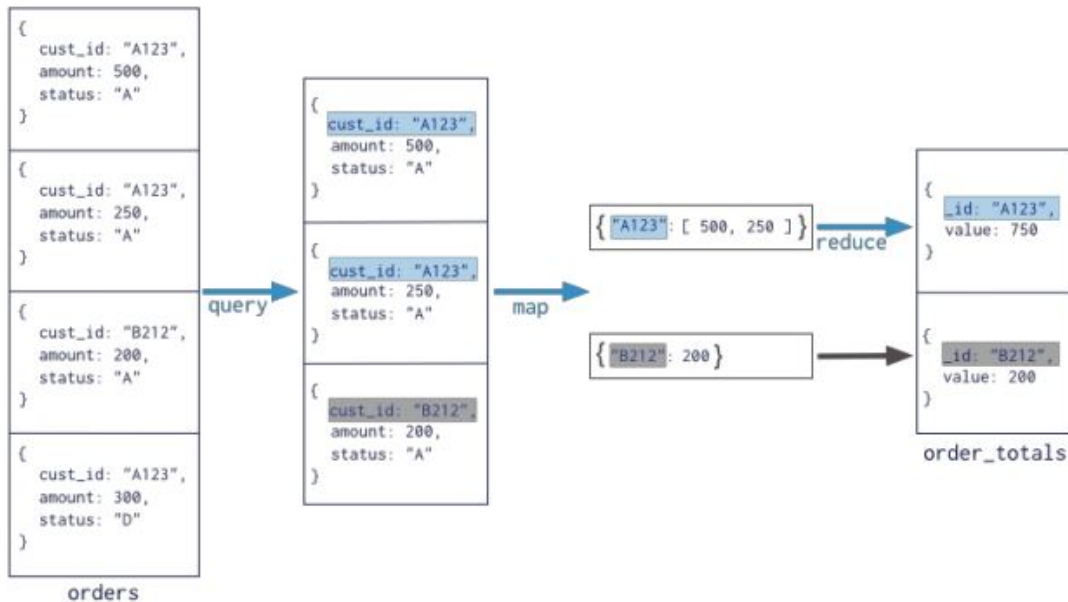 {
cust_id: "A123",
amount: 500,
status: "A"
}
{
cust_id: "A123",
amount: 250,
status: "A"
}
{
cust_id: "B212",
amount: 200,
status: "A"
}
{
cust_id: "A123",
amount: 300,
status: "D"
}
orders
query
{
cust_id: "A123",
amount: 500,
status: "A"
}
{
cust_id: "A123",
amount: 250,
status: "A"
}
{
cust_id: "B212",
amount: 200,
status: "A"
}
map
{ "A123": [ 500, 250 ] }
reduce
{ "B212": 200 }
{
_id: "A123",
value: 750
}
{
_id: "B212",
value: 200
}
order_totals